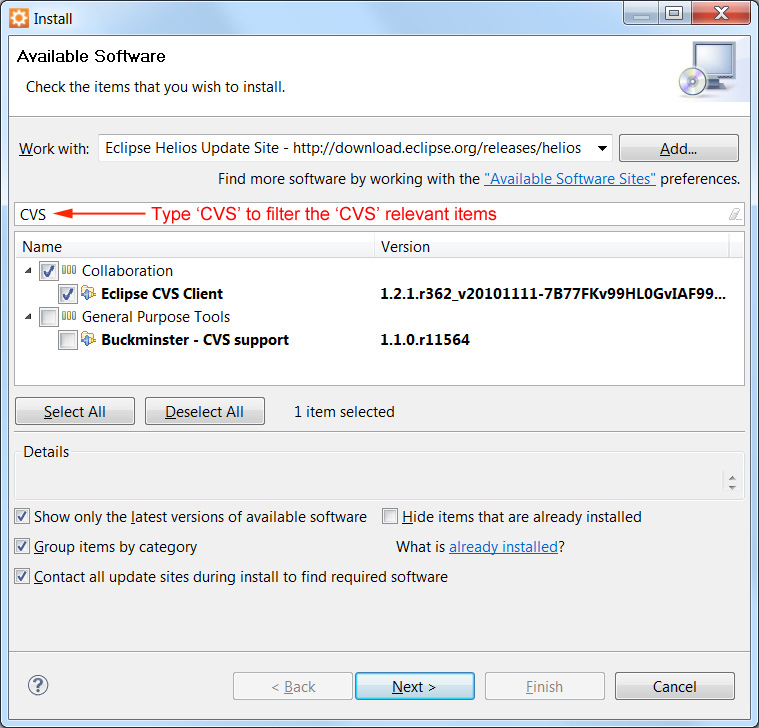 Install
Available Software
Check the items that you wish to install.
Work with: Eclipse Helios Update Site - http://download.eclipse.org/releases/helios Add...
Find more software by working with the "Available Software Sites" preferences.
CVS Type ‘CVS’ to filter the ‘CVS’ relevant items
Name Version
Collaboration
Eclipse CVS Client 1.2.1.r362_v20101111-7B77FKv99HL0GvIAF99...
General Purpose Tools
Buckminster - CVS support 1.1.0.r11564
Select All Deselect All 1 item selected
Details
Show only the latest versions of available software Hide items that are already installed
Group items by category What is already installed?
Contact all update sites during install to find required software
? < Back Next > Finish Cancel